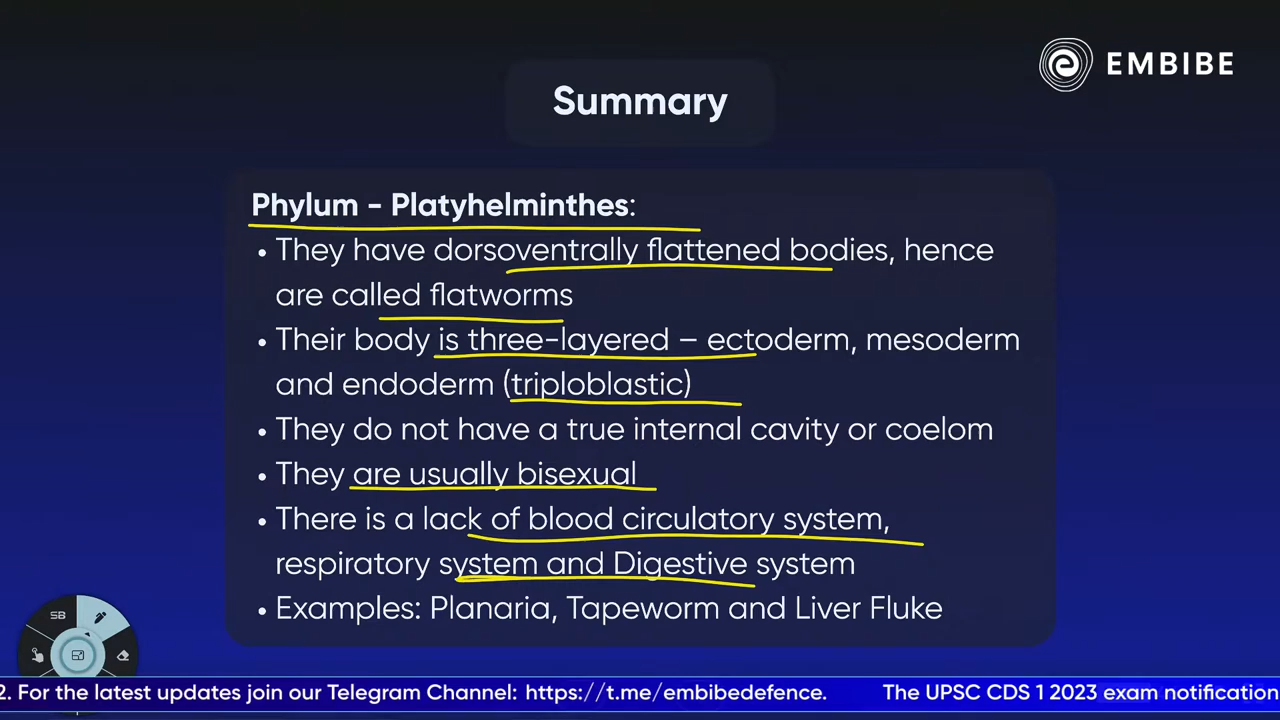 EMBIBE
Summary
Phylum - Platyhelminthes:
• They have dorsoventrally flattened bodies, hence
are called flatworms
• Their body is three-layered – ectoderm, mesoderm
and endoderm (triploblastic)
• They do not have a true internal cavity or coelom
• They are usually bisexual
• There is a lack of blood circulatory system,
respiratory system and Digestive system
• Examples: Planaria, Tapeworm and Liver Fluke
SB
2. For the latest updates join our Telegram Channel: https://t.me/embibedefence. The UPSC CDS 1 2023 exam notification